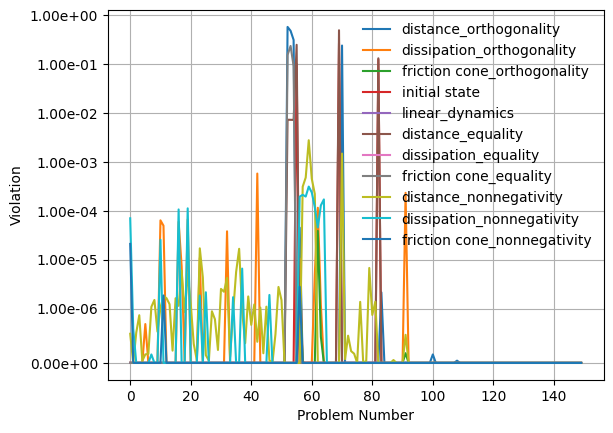 1.00e+00
1.00e-01
1.00e-02
1.00e-03
1.00e-04
1.00e-05
1.00e-06
0.00e+00
Violation
0 20 40 60 80 100 120 140
Problem Number
distance_orthogonality
dissipation_orthogonality
friction cone_orthogonality
initial state
linear_dynamics
distance_equality
dissipation_equality
friction cone_equality
distance_nonnegativity
dissipation_nonnegativity
friction cone_nonnegativity